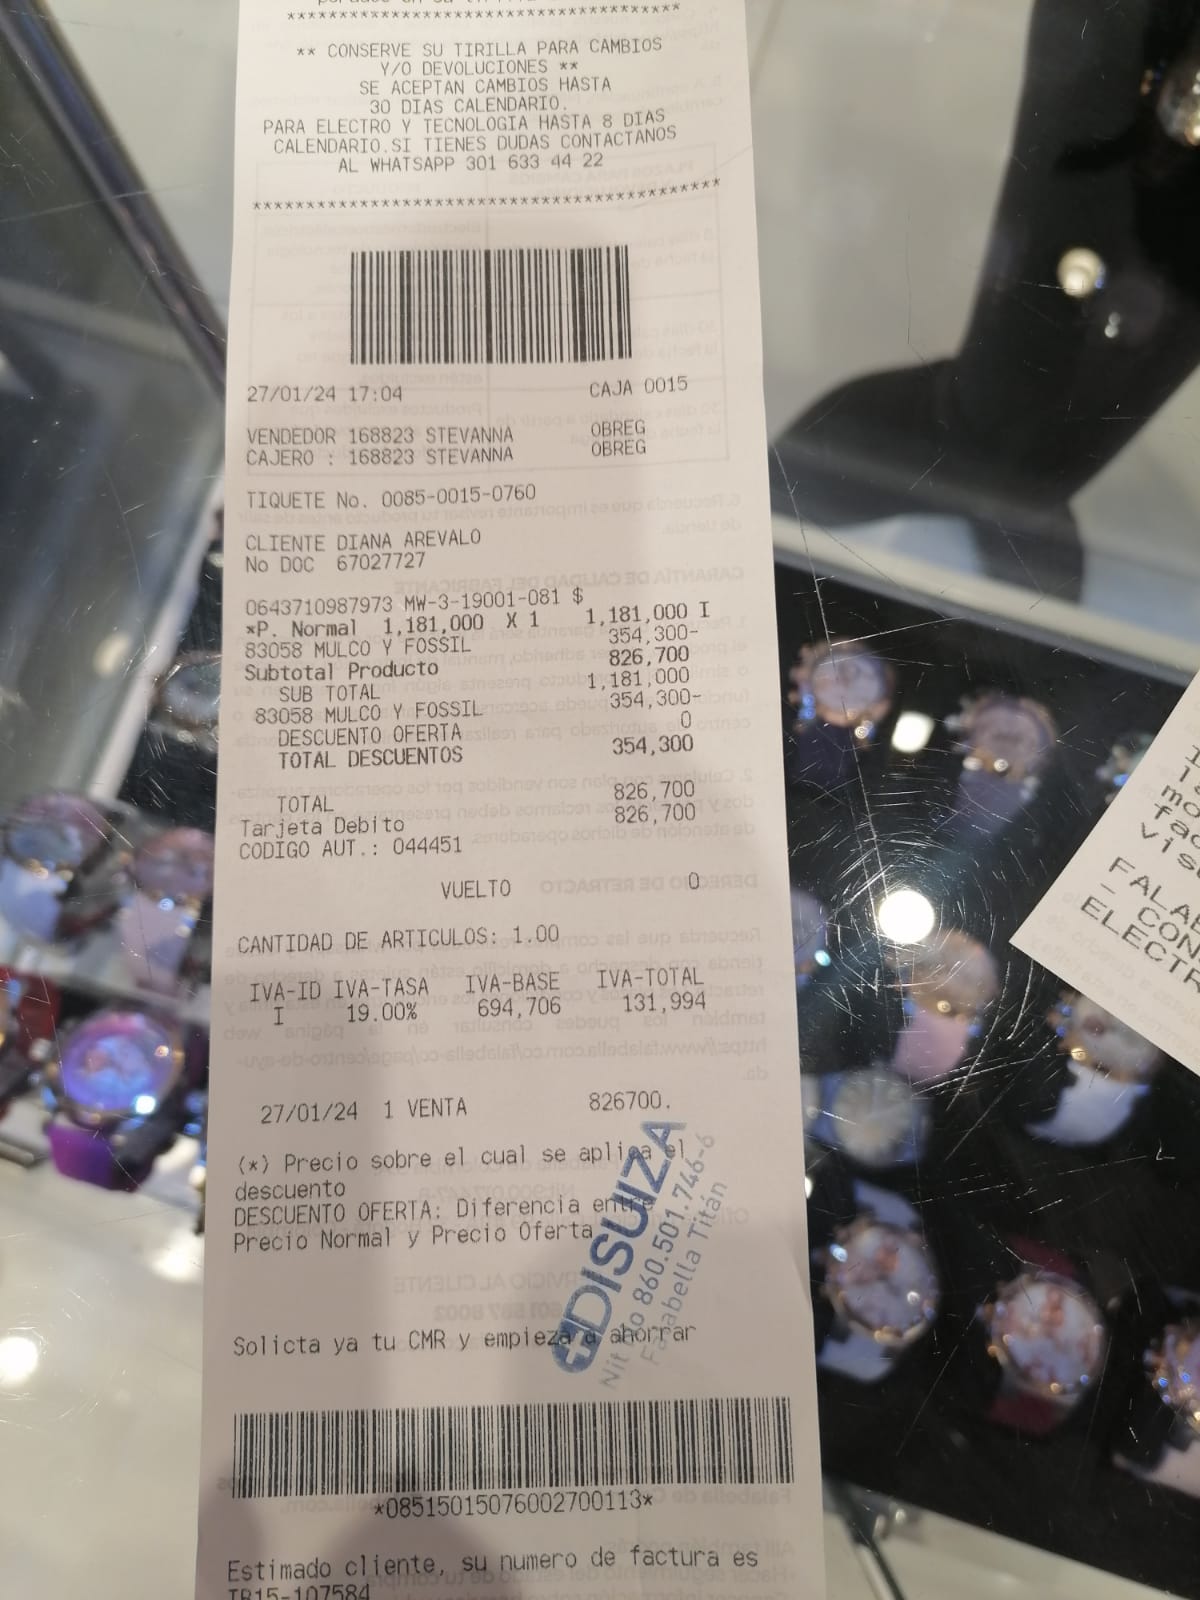 ***************************************
** CONSERVE SU TIRILLA PARA CAMBIOS
Y/O DEVOLUCIONES **
SE ACEPTAN CAMBIOS HASTA
30 DIAS CALENDARIO.
PARA ELECTRO Y TECNOLOGIA HASTA 8 DIAS
CALENDARIO.SI TIENES DUDAS CONTACTANOS
AL WHATSAPP 301 633 44 22
***************************************
27/01/24 17:04 CAJA 0015
VENDEDOR 168823 STEVANNA OBREG
CAJERO : 168823 STEVANNA OBREG
TIQUETE No. 0085-0015-0760
CLIENTE DIANA AREVALO
No DOC 67027727
0643710987973 MW-3-19001-081 $
*P. Normal 1,181,000 X 1 1,181,000 I
83058 MULCO Y FOSSIL 354,300-
Subtotal Producto 826,700
SUB TOTAL 1,181,000
83058 MULCO Y FOSSIL 354,300-
DESCUENTO OFERTA 0
TOTAL DESCUENTOS 354,300
TOTAL 826,700
Tarjeta Debito 826,700
CODIGO AUT.: 044451
VUELTO 0
CANTIDAD DE ARTICULOS: 1.00
IVA-ID IVA-TASA IVA-BASE IVA-TOTAL
I 19.00% 694,706 131,994
27/01/24 1 VENTA 826700.
(*) Precio sobre el cual se aplica el
descuento
DESCUENTO OFERTA: Diferencia entre
Precio Normal y Precio Oferta
DISUIZA
860.501.746-6
Falabella Titán
Solicta ya tu CMR y empieza a ahorrar
*08515015076002700113*
Estimado cliente, su numero de factura es
TB15-107584
FALAB
- CON
ELECTR